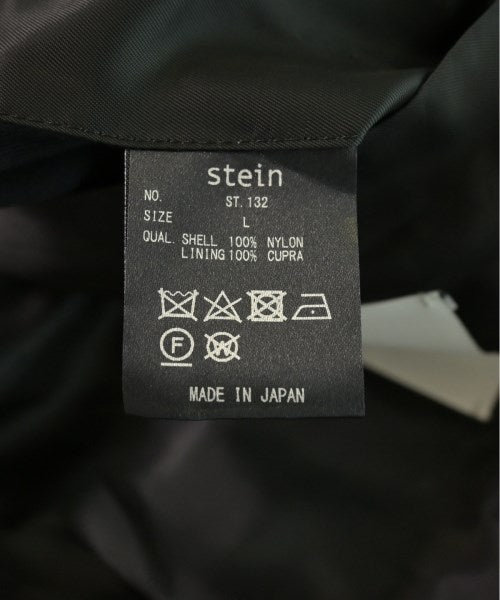 stein
NO. ST.132
SIZE L
QUAL. SHELL 100% NYLON
LINING 100% CUPRA
F W
MADE IN JAPAN